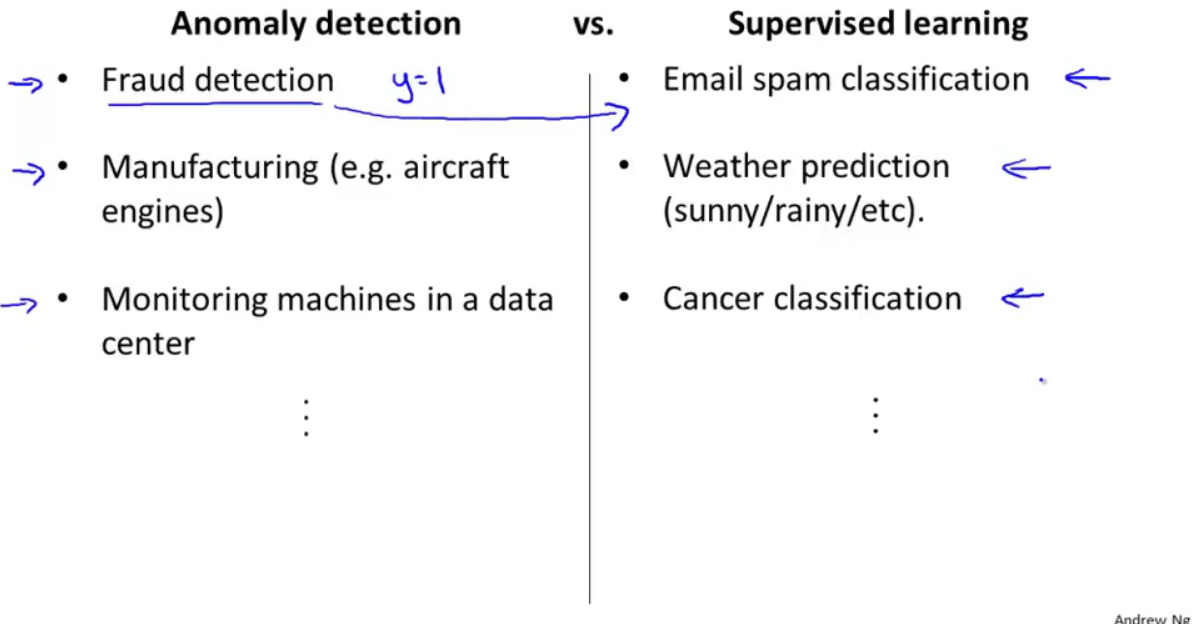 Anomaly detection vs. Supervised learning
• Fraud detection y=1
• Manufacturing (e.g. aircraft
engines)
• Monitoring machines in a data
center
⋮
• Email spam classification
• Weather prediction
(sunny/rainy/etc).
• Cancer classification
⋮
Andrew Ng